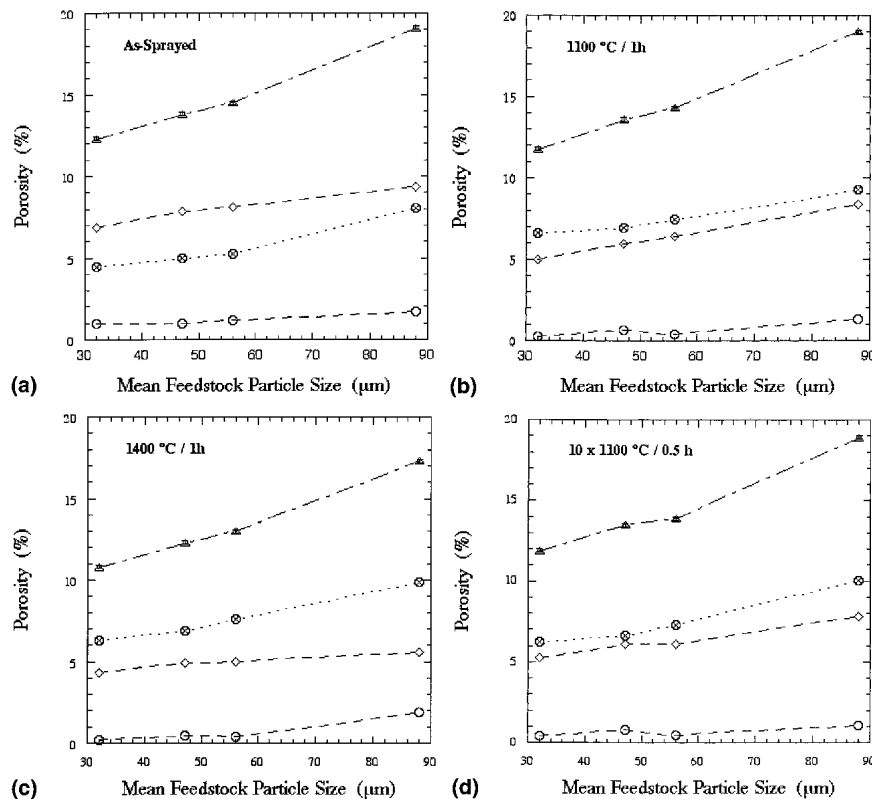 As-Sprayed
20
15
10
5
0
Porosity (%)
30 40 50 60 70 80 90
(a) Mean Feedstock Particle Size (μm)
1100 °C / 1h
20
15
10
5
0
Porosity (%)
30 40 50 60 70 80 90
(b) Mean Feedstock Particle Size (μm)
1400 °C / 1h
20
15
10
5
0
Porosity (%)
30 40 50 60 70 80 90
(c) Mean Feedstock Particle Size (μm)
10 x 1100 °C / 0.5 h
20
15
10
5
0
Porosity (%)
30 40 50 60 70 80 90
(d) Mean Feedstock Particle Size (μm)